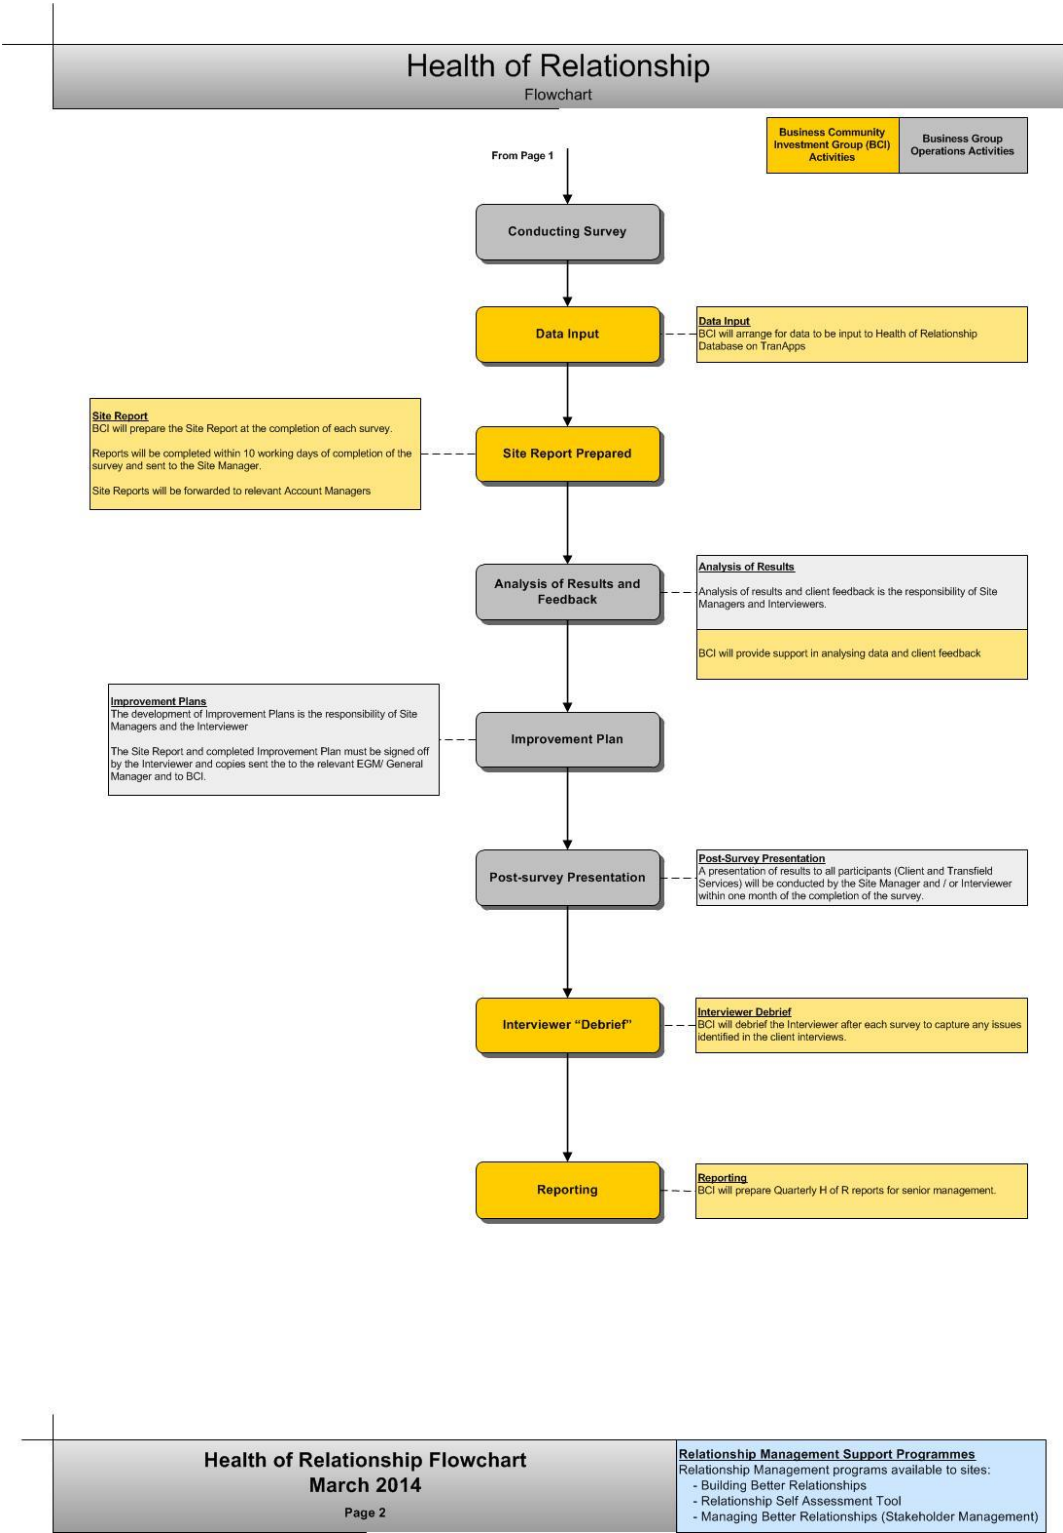 Health of Relationship
Flowchart
Business Community
Investment Group (BCI)
Activities
Business Group
Operations Activities
From Page 1
Conducting Survey
Data Input
Data Input
BCI will arrange for data to be input to Health of Relationship
Database on TranApps
Site Report
BCI will prepare the Site Report at the completion of each survey.
Reports will be completed within 10 working days of completion of the
survey and sent to the Site Manager.
Site Reports will be forwarded to relevant Account Managers
Site Report Prepared
Analysis of Results and
Feedback
Analysis of Results
Analysis of results and client feedback is the responsibility of Site
Managers and Interviewers.
BCI will provide support in analysing data and client feedback
Improvement Plans
The development of Improvement Plans is the responsibility of Site
Managers and the Interviewer
The Site Report and completed Improvement Plan must be signed off
by the Interviewer and copies sent the to the relevant EGM/ General
Manager and to BCI.
Improvement Plan
Post-survey Presentation
Post-Survey Presentation
A presentation of results to all participants (Client and Transfield
Services) will be conducted by the Site Manager and / or Interviewer
within one month of the completion of the survey.
Interviewer “Debrief”
Interviewer Debrief
BCI will debrief the Interviewer after each survey to capture any issues
identified in the client interviews.
Reporting
Reporting
BCI will prepare Quarterly H of R reports for senior management.
Health of Relationship Flowchart
March 2014
Page 2
Relationship Management Support Programmes
Relationship Management programs available to sites:
- Building Better Relationships
- Relationship Self Assessment Tool
- Managing Better Relationships (Stakeholder Management)